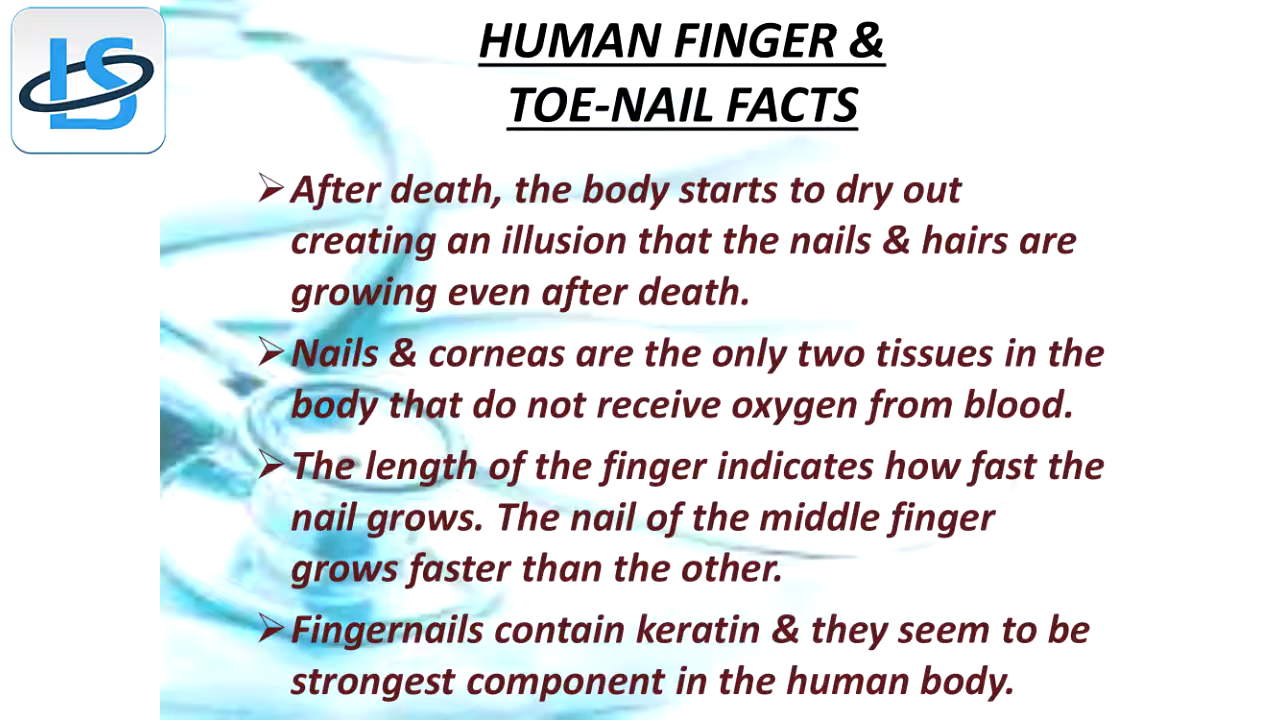 HUMAN FINGER &
TOE-NAIL FACTS
After death, the body starts to dry out
creating an illusion that the nails & hairs are
growing even after death.
Nails & corneas are the only two tissues in the
body that do not receive oxygen from blood.
The length of the finger indicates how fast the
nail grows. The nail of the middle finger
grows faster than the other.
Fingernails contain keratin & they seem to be
strongest component in the human body.